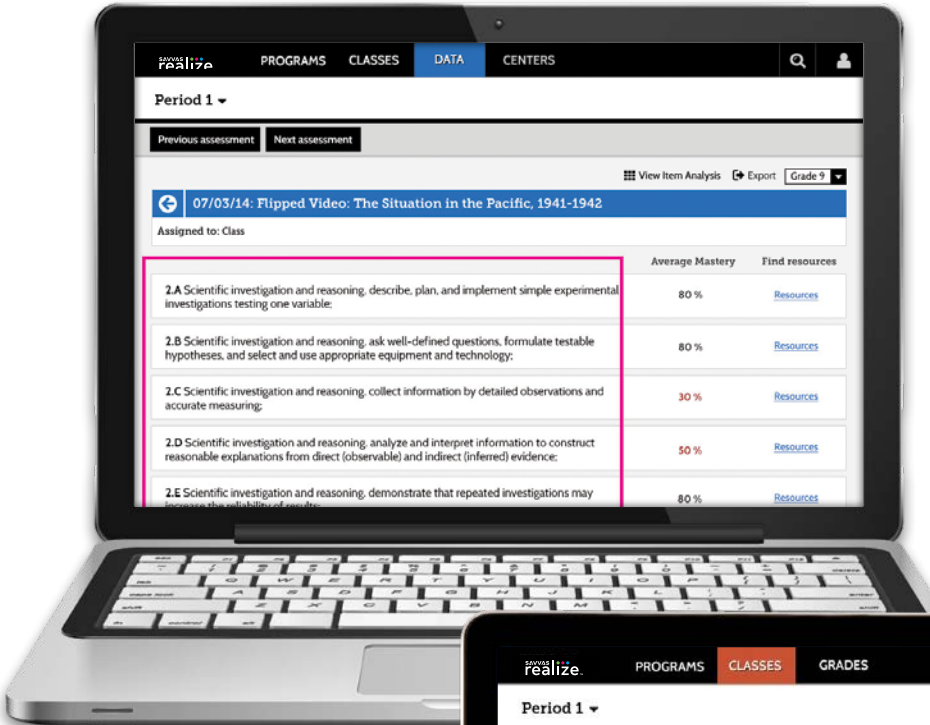 SAVVAS
realize
PROGRAMS CLASSES DATA CENTERS
Period 1
Previous assessment Next assessment
View Item Analysis Export Grade 9
07/03/14: Flipped Video: The Situation in the Pacific, 1941-1942
Assigned to: Class
Average Mastery Find resources
2.A Scientific investigation and reasoning. describe, plan, and implement simple experimental
investigations testing one variable;
80 % Resources
2.B Scientific investigation and reasoning. ask well-defined questions, formulate testable
hypotheses, and select and use appropriate equipment and technology;
80 % Resources
2.C Scientific investigation and reasoning. collect information by detailed observations and
accurate measuring;
30 % Resources
2.D Scientific investigation and reasoning. analyze and interpret information to construct
reasonable explanations from direct (observable) and indirect (inferred) evidence;
50 % Resources
2.E Scientific investigation and reasoning. demonstrate that repeated investigations may
increase the reliability of results;
80 % Resources
Q W E R T Y U I O P
A S D F G H J K L
Z X C V B N M
SAVVAS
realize.
PROGRAMS CLASSES GRADES
Period 1